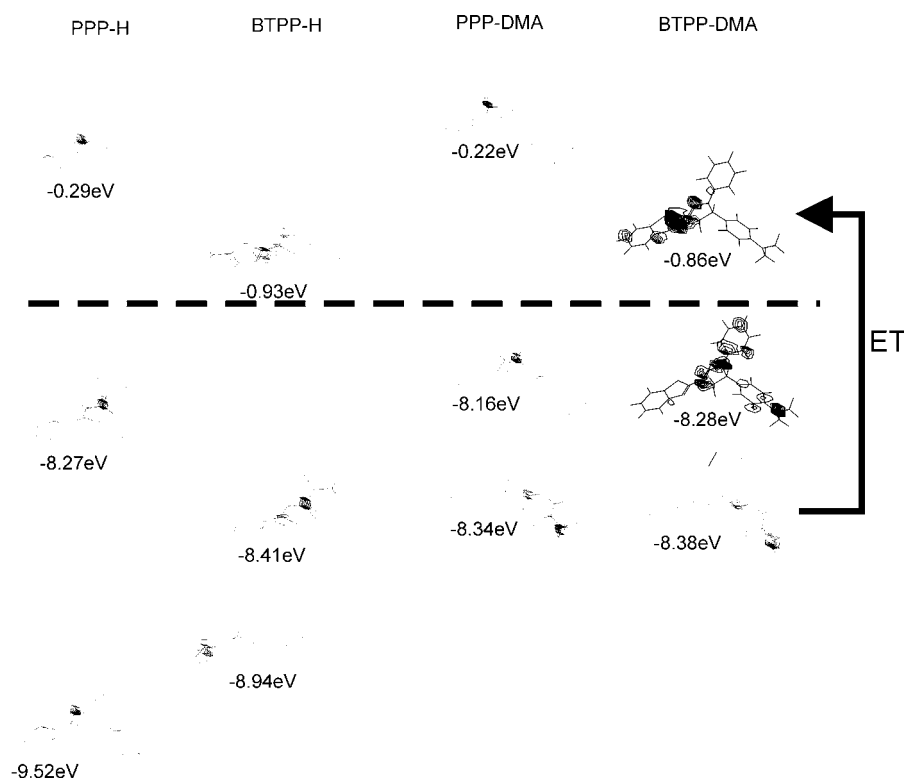 PPP-H BTPP-H PPP-DMA BTPP-DMA
-0.22eV
-0.29eV
-0.86eV
-0.93eV
ET
-8.16eV
-8.28eV
-8.27eV
-8.34eV
-8.38eV
-8.41eV
-8.94eV
-9.52eV